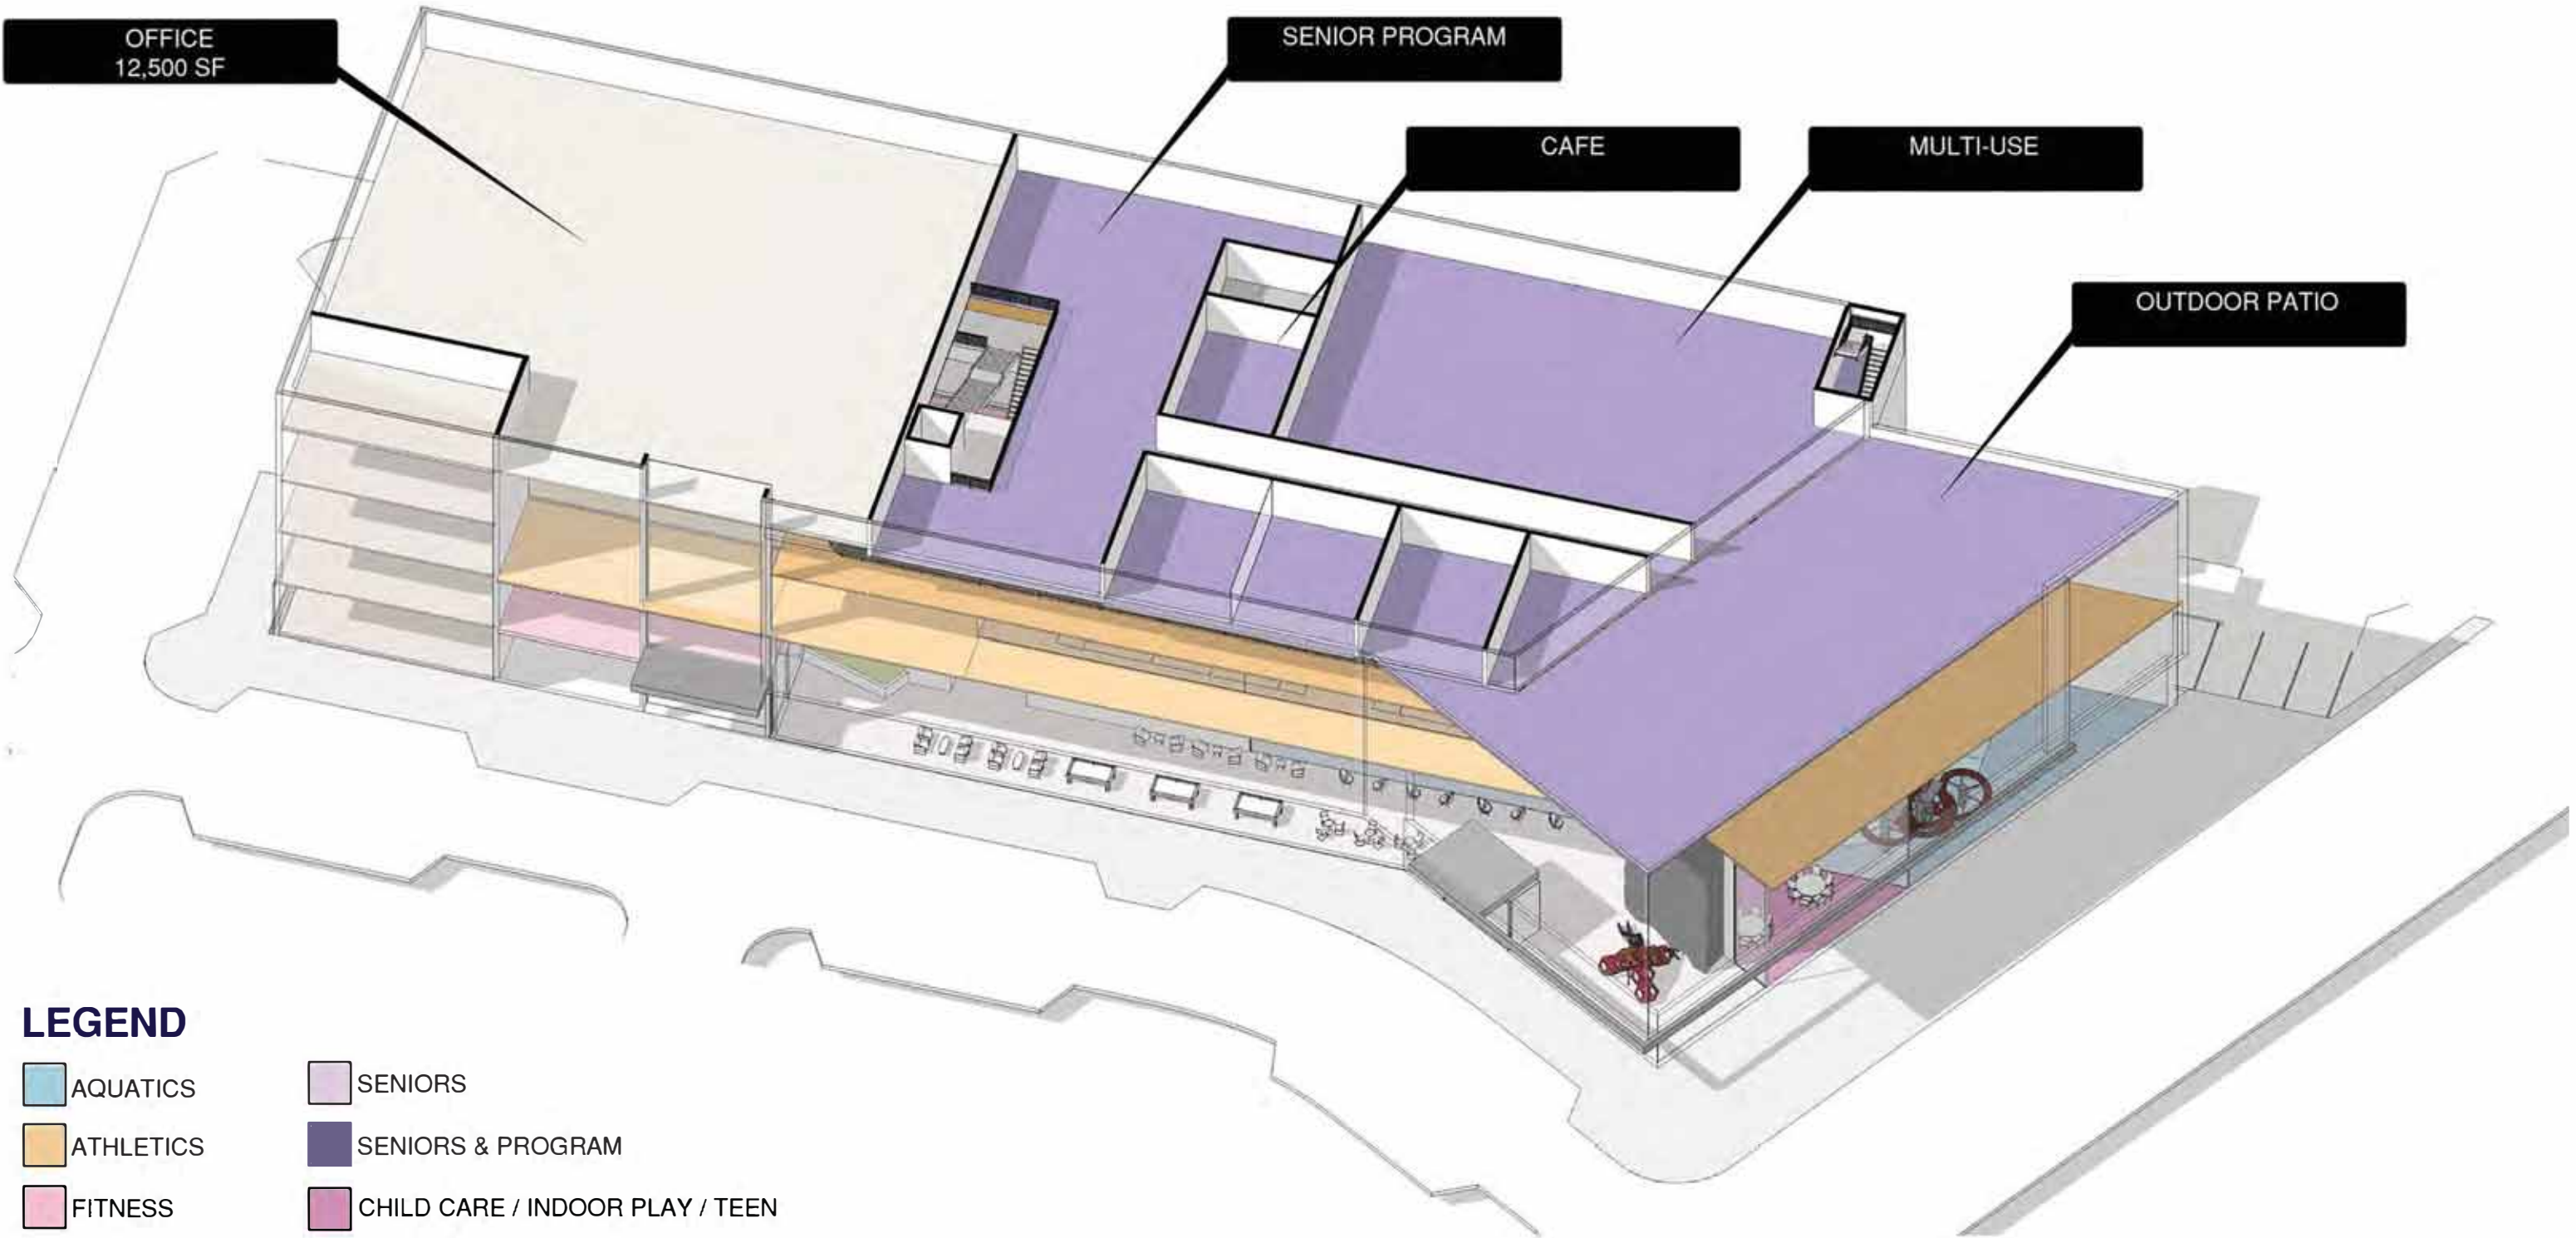 OFFICE
12,500 SF
SENIOR PROGRAM
CAFE
MULTI-USE
OUTDOOR PATIO
LEGEND
AQUATICS
ATHLETICS
FITNESS
SENIORS
SENIORS & PROGRAM
CHILD CARE / INDOOR PLAY / TEEN